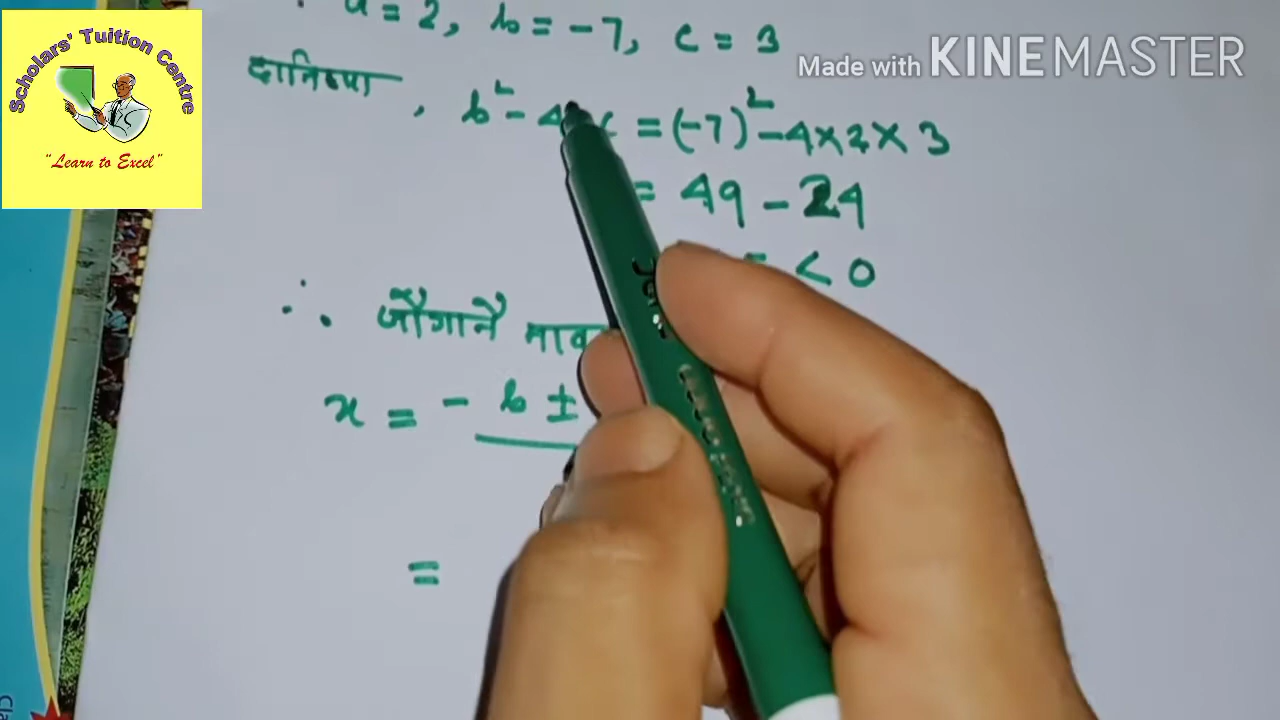 a = 2, b = -7, c = 3
Made with KINEMASTER
Scholars' Tuition Centre
"Learn to Excel"
दानिस्पा, b² - 4 c = (-7)² - 4×2×3
= 49 - 24
< 0
∴ जौंगानै माब
x = - b ±
=